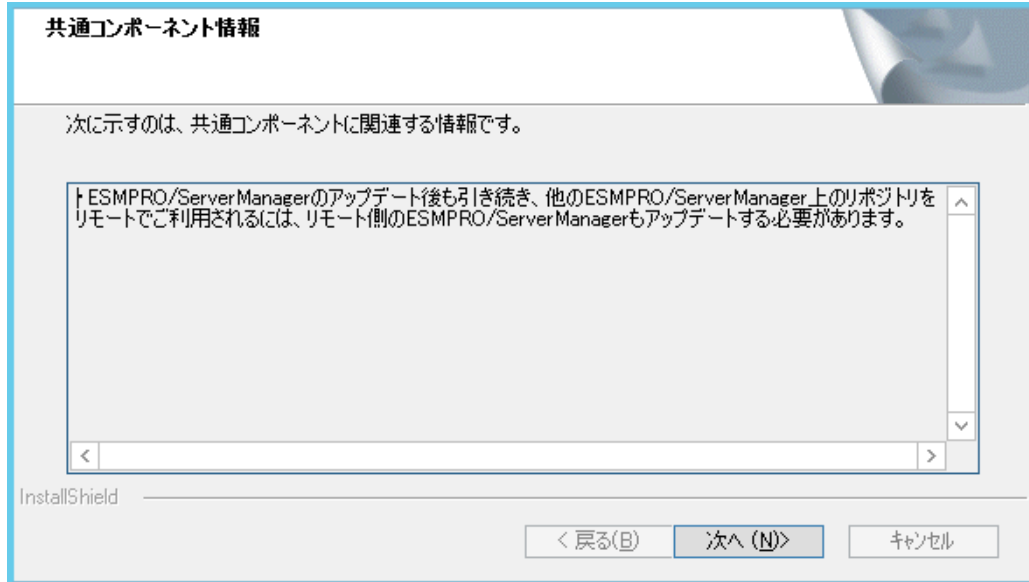 共通コンポーネント情報
次に示すのは、共通コンポーネントに関連する情報です。
・ESMPRO/ServerManagerのアップデート後も引き続き、他のESMPRO/ServerManager上のリポジトリを
リモートでご利用されるには、リモート側のESMPRO/ServerManagerもアップデートする必要があります。
InstallShield
< 戻る(B)
次へ (N)>
キャンセル